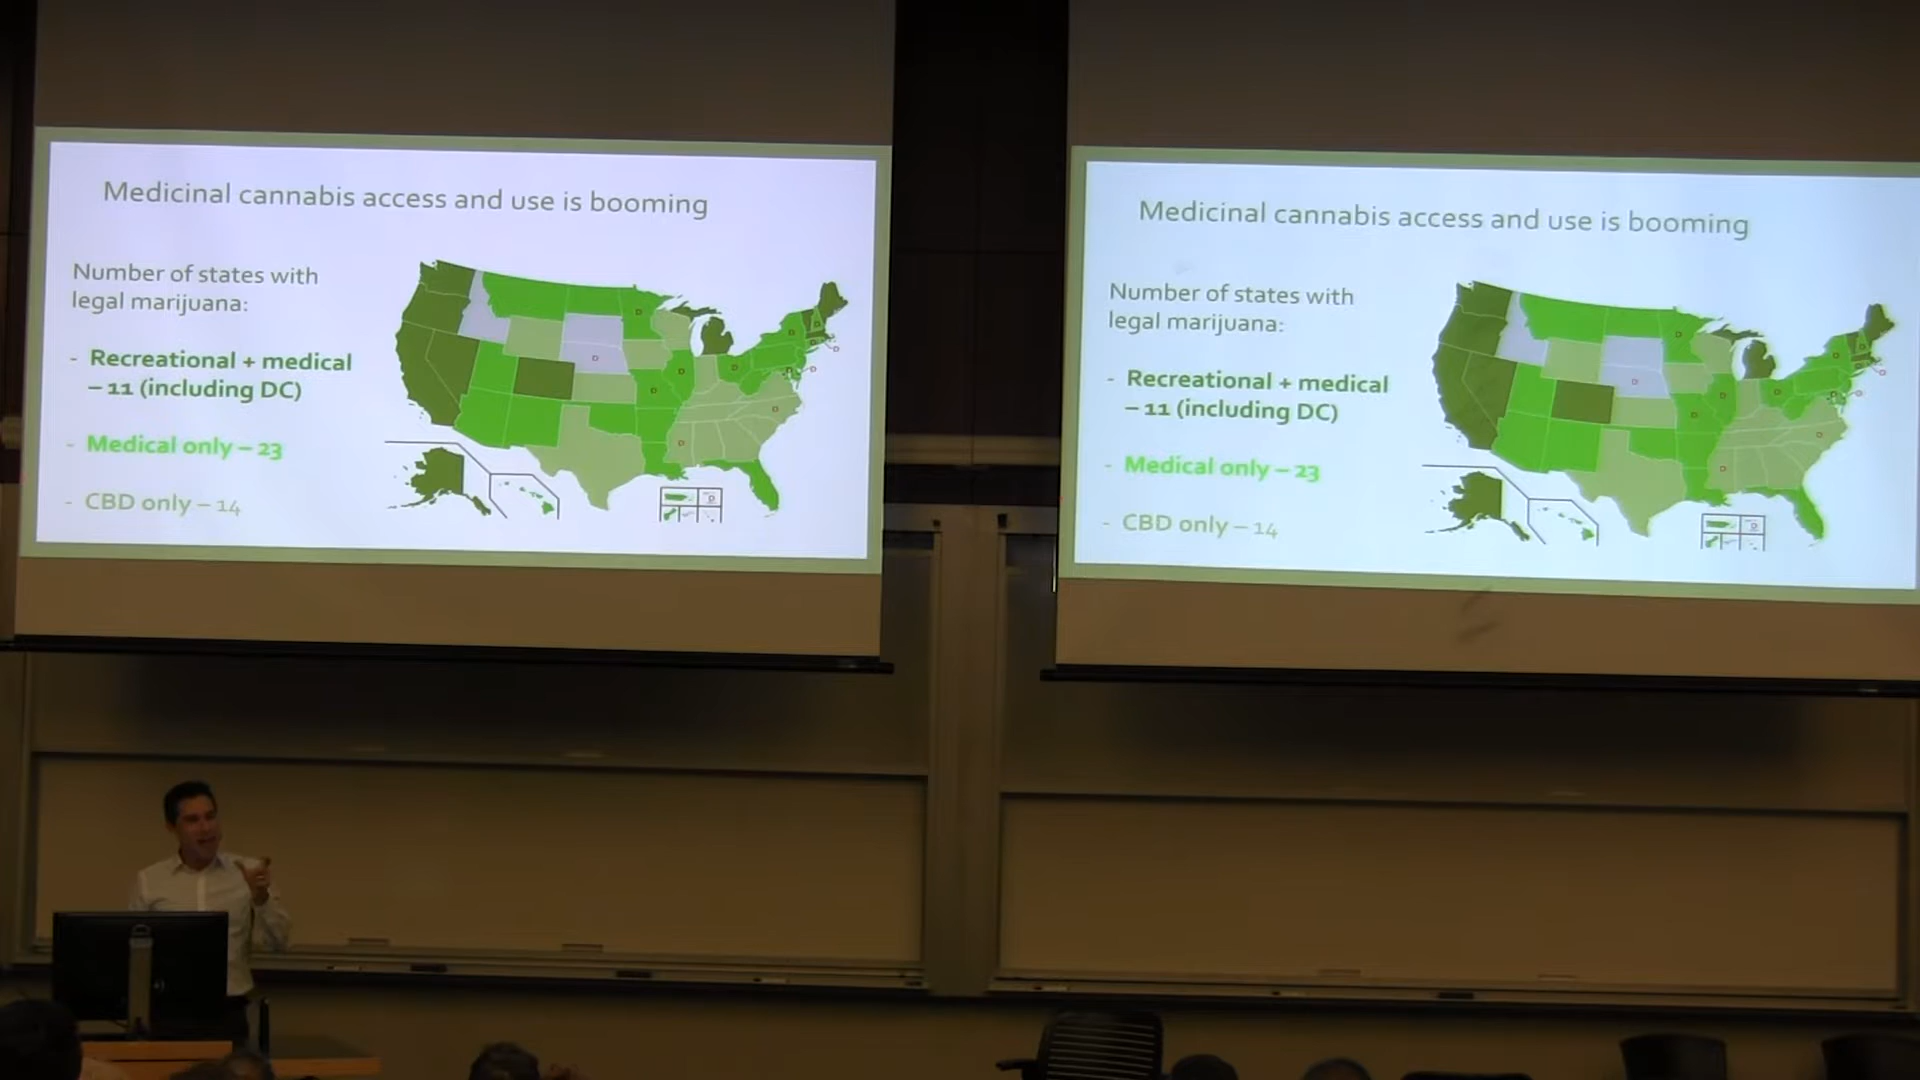 Medicinal cannabis access and use is booming
Number of states with
legal marijuana:
- Recreational + medical
– 11 (including DC)
- Medical only – 23
- CBD only – 14
Medicinal cannabis access and use is booming
Number of states with
legal marijuana:
- Recreational + medical
– 11 (including DC)
- Medical only – 23
- CBD only – 14